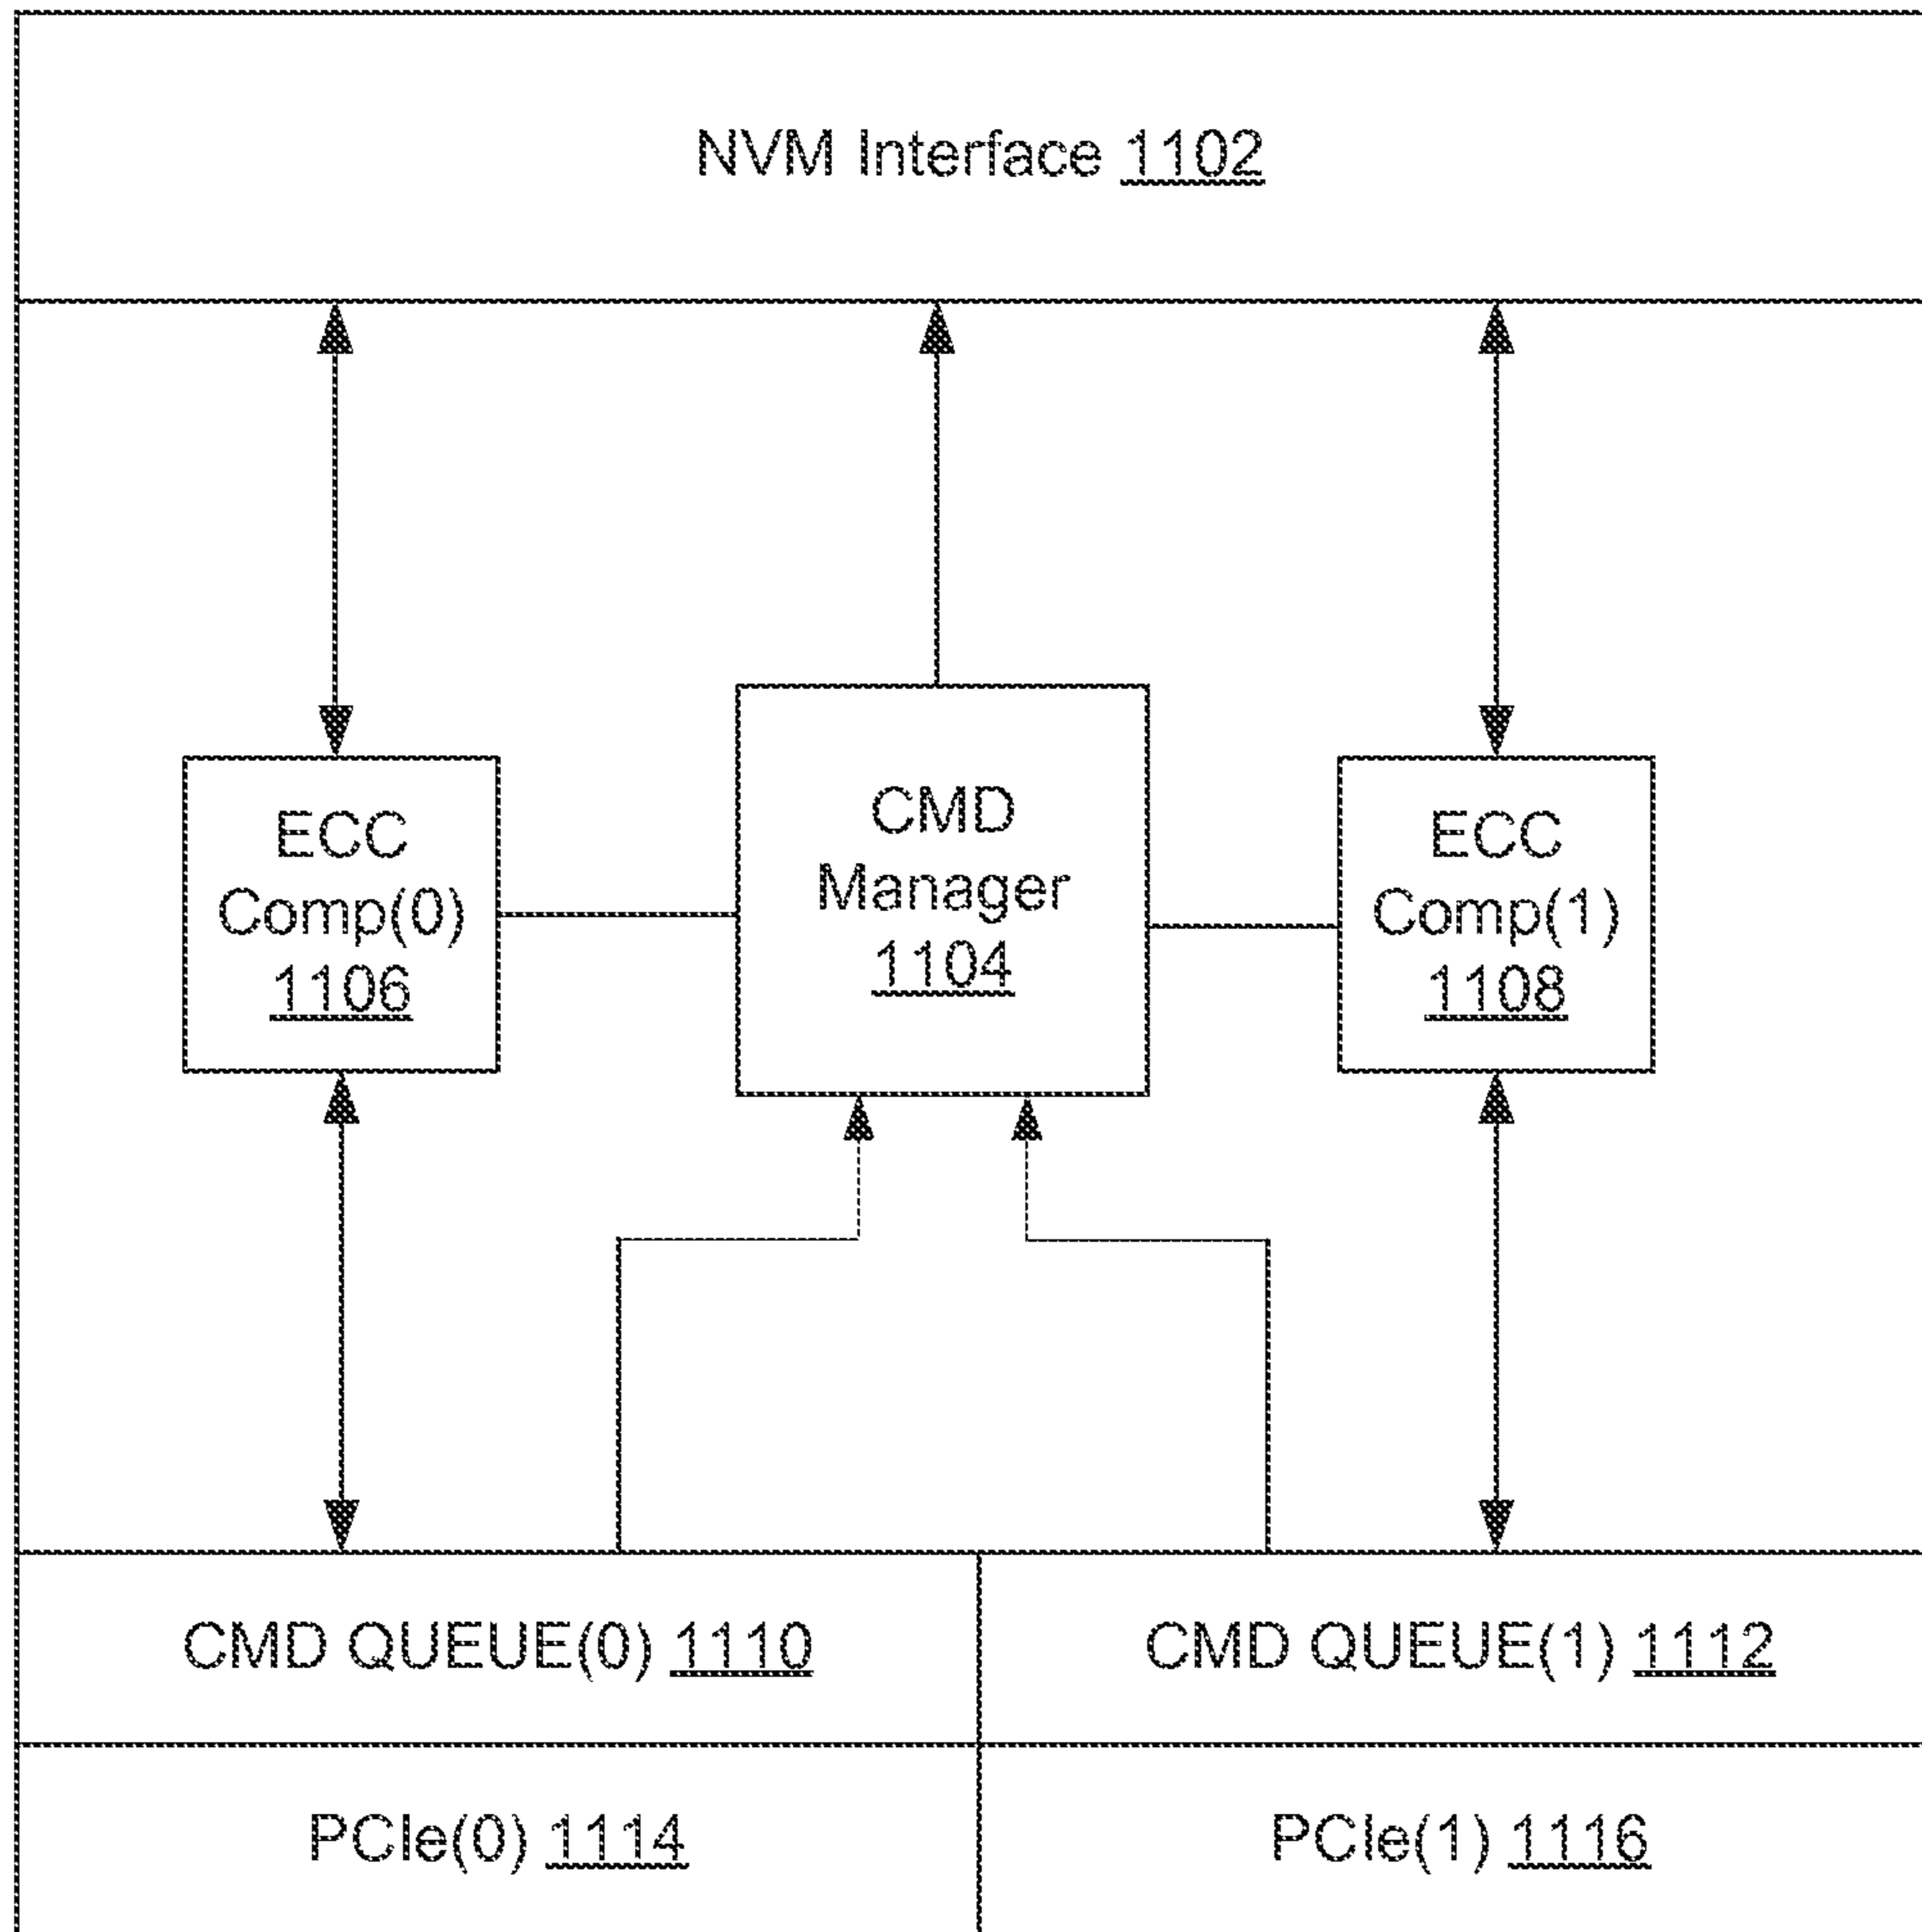 NVM Interface 1102
ECC
Comp(0)
1106
CMD
Manager
1104
ECC
Comp(1)
1108
CMD QUEUE(0) 1110
CMD QUEUE(1) 1112
PCIe(0) 1114
PCIe(1) 1116